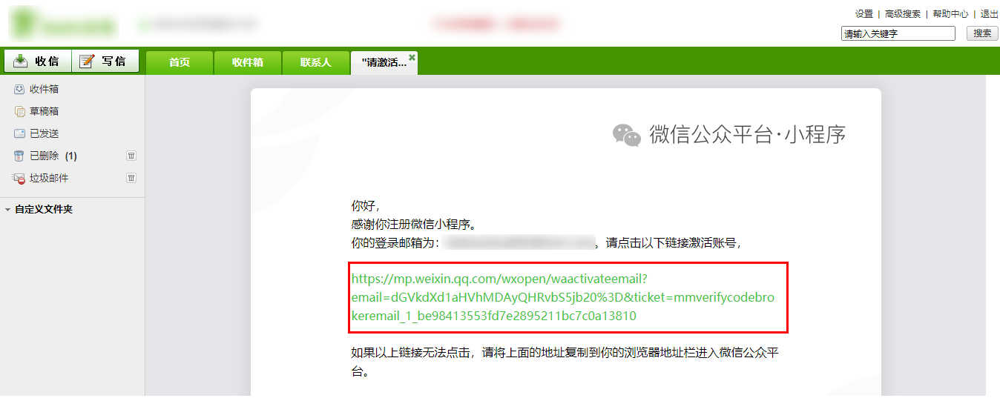 设置 | 高级搜索 | 帮助中心 | 退出
请输入关键字 搜索
收信 写信 首页 收件箱 联系人 "请激活...
收件箱
草稿箱
已发送
已删除 (1)
垃圾邮件
自定义文件夹
微信公众平台·小程序
你好，
感谢你注册微信小程序。
你的登录邮箱为： 。请点击以下链接激活账号，
https://mp.weixin.qq.com/wxopen/waactivateemail?
email=dGVkdXd1aHVhMDAyQHRvbS5jb20%3D&ticket=mmverifycodebro
keremail_1_be98413553fd7e2895211bc7c0a13810
如果以上链接无法点击，请将上面的地址复制到你的浏览器地址栏进入微信公众平
台。